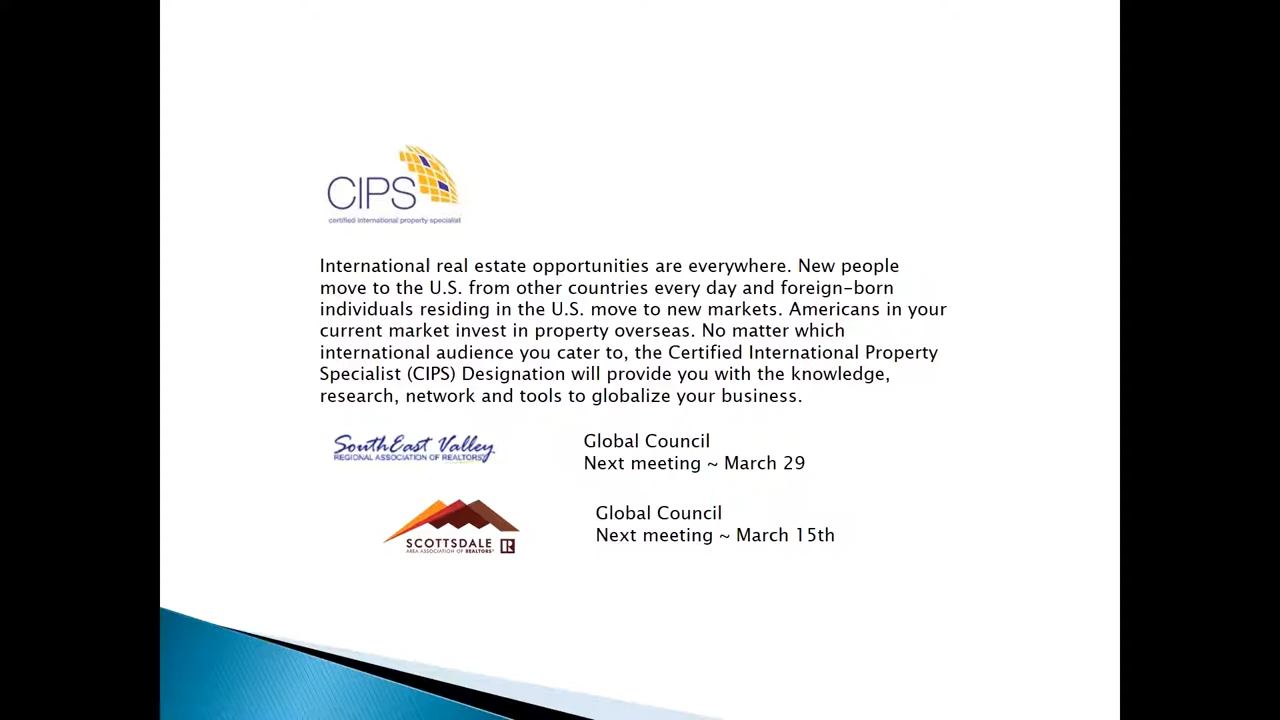 CIPS
certified international property specialist
International real estate opportunities are everywhere. New people
move to the U.S. from other countries every day and foreign-born
individuals residing in the U.S. move to new markets. Americans in your
current market invest in property overseas. No matter which
international audience you cater to, the Certified International Property
Specialist (CIPS) Designation will provide you with the knowledge,
research, network and tools to globalize your business.
SouthEast Valley
REGIONAL ASSOCIATION OF REALTORS
Global Council
Next meeting ~ March 29
SCOTTSDALE
AREA ASSOCIATION OF REALTORS®
R
Global Council
Next meeting ~ March 15th